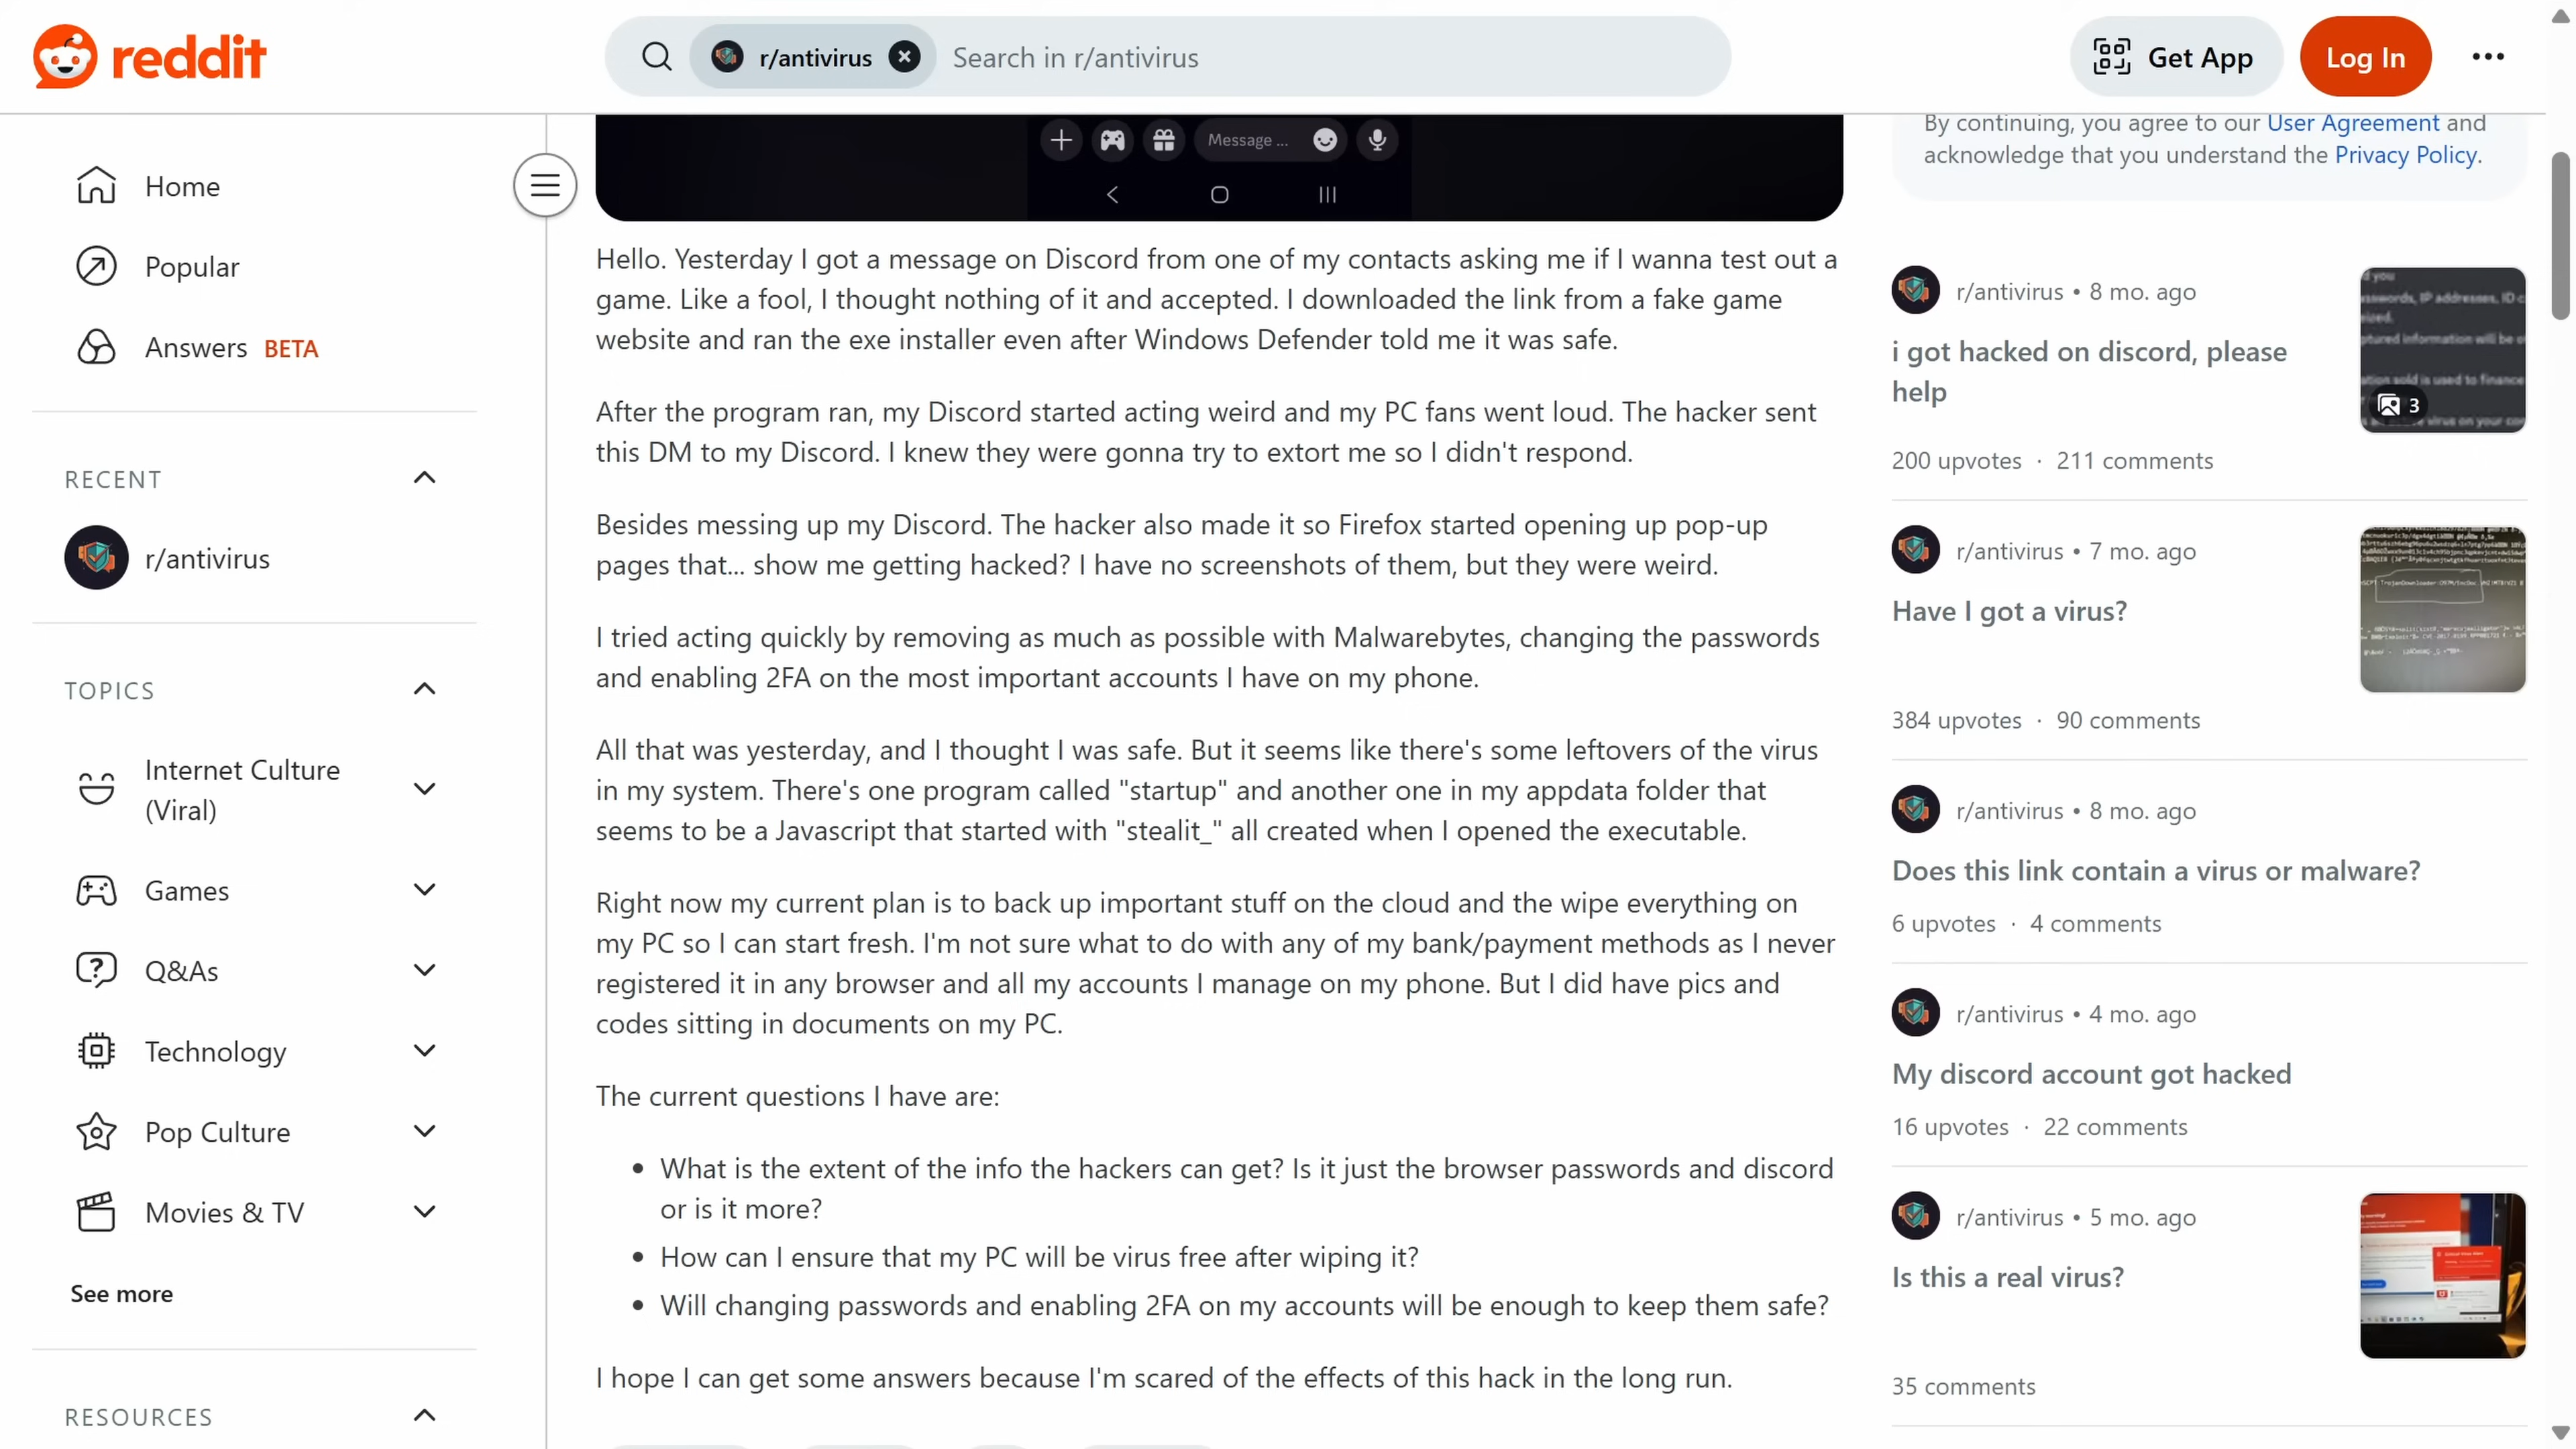 reddit
r/antivirus
Search in r/antivirus
Get App
Log In
Home
Popular
Answers BETA
RECENT
r/antivirus
TOPICS
Internet Culture
(Viral)
Games
Q&As
Technology
Pop Culture
Movies & TV
See more
RESOURCES
Message ...
Hello. Yesterday I got a message on Discord from one of my contacts asking me if I wanna test out a
game. Like a fool, I thought nothing of it and accepted. I downloaded the link from a fake game
website and ran the exe installer even after Windows Defender told me it was safe.
After the program ran, my Discord started acting weird and my PC fans went loud. The hacker sent
this DM to my Discord. I knew they were gonna try to extort me so I didn't respond.
Besides messing up my Discord. The hacker also made it so Firefox started opening up pop-up
pages that... show me getting hacked? I have no screenshots of them, but they were weird.
I tried acting quickly by removing as much as possible with Malwarebytes, changing the passwords
and enabling 2FA on the most important accounts I have on my phone.
All that was yesterday, and I thought I was safe. But it seems like there's some leftovers of the virus
in my system. There's one program called "startup" and another one in my appdata folder that
seems to be a Javascript that started with "stealit_" all created when I opened the executable.
Right now my current plan is to back up important stuff on the cloud and the wipe everything on
my PC so I can start fresh. I'm not sure what to do with any of my bank/payment methods as I never
registered it in any browser and all my accounts I manage on my phone. But I did have pics and
codes sitting in documents on my PC.
The current questions I have are:
• What is the extent of the info the hackers can get? Is it just the browser passwords and discord
or is it more?
• How can I ensure that my PC will be virus free after wiping it?
• Will changing passwords and enabling 2FA on my accounts will be enough to keep them safe?
I hope I can get some answers because I'm scared of the effects of this hack in the long run.
By continuing, you agree to our User Agreement and
acknowledge that you understand the Privacy Policy.
r/antivirus • 8 mo. ago
i got hacked on discord, please
help
3
200 upvotes · 211 comments
r/antivirus • 7 mo. ago
Have I got a virus?
384 upvotes · 90 comments
r/antivirus • 8 mo. ago
Does this link contain a virus or malware?
6 upvotes · 4 comments
r/antivirus • 4 mo. ago
My discord account got hacked
16 upvotes · 22 comments
r/antivirus • 5 mo. ago
Is this a real virus?
35 comments